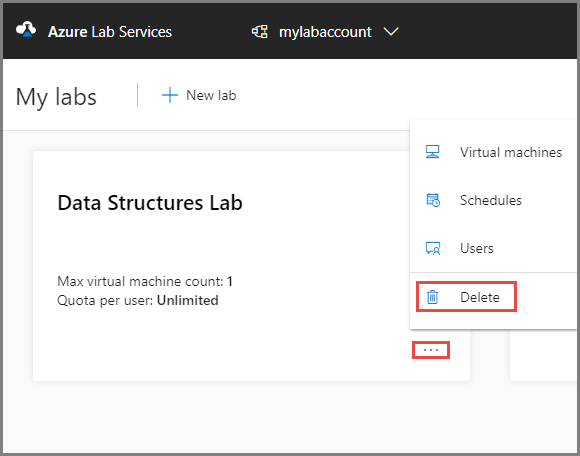 Azure Lab Services
mylabaccount
My labs
New lab
Data Structures Lab
Max virtual machine count: 1
Quota per user: Unlimited
Virtual machines
Schedules
Users
Delete
...